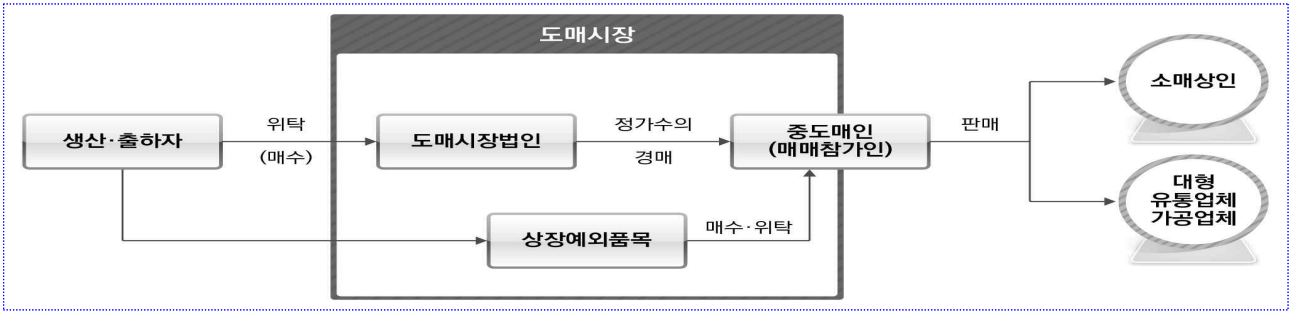 도매시장
생산·출하자
위탁
(매수)
도매시장법인
정가수의
경매
중도매인
(매매참가인)
판매
소매상인
대형
유통업체
가공업체
상장예외품목
매수·위탁